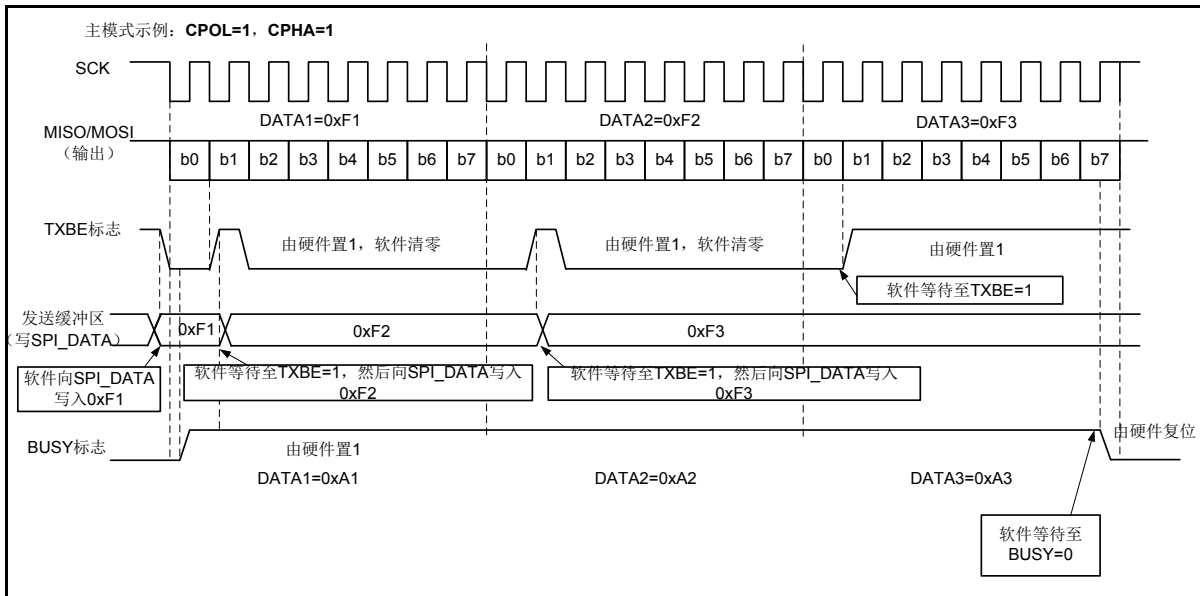 主模式示例：CPOL=1，CPHA=1
SCK
DATA1=0xF1 DATA2=0xF2 DATA3=0xF3
MISO/MOSI
（输出）
b0 b1 b2 b3 b4 b5 b6 b7 b0 b1 b2 b3 b4 b5 b6 b7 b0 b1 b2 b3 b4 b5 b6 b7
TXBE标志
由硬件置1，软件清零 由硬件置1，软件清零 由硬件置1
软件等待至TXBE=1
发送缓冲区
（写SPI_DATA）
0xF1 0xF2 0xF3
软件向SPI_DATA
写入0xF1
软件等待至TXBE=1，然后向SPI_DATA写入
0xF2
软件等待至TXBE=1，然后向SPI_DATA写入
0xF3
BUSY标志
由硬件置1
由硬件复位
DATA1=0xA1 DATA2=0xA2 DATA3=0xA3
软件等待至
BUSY=0